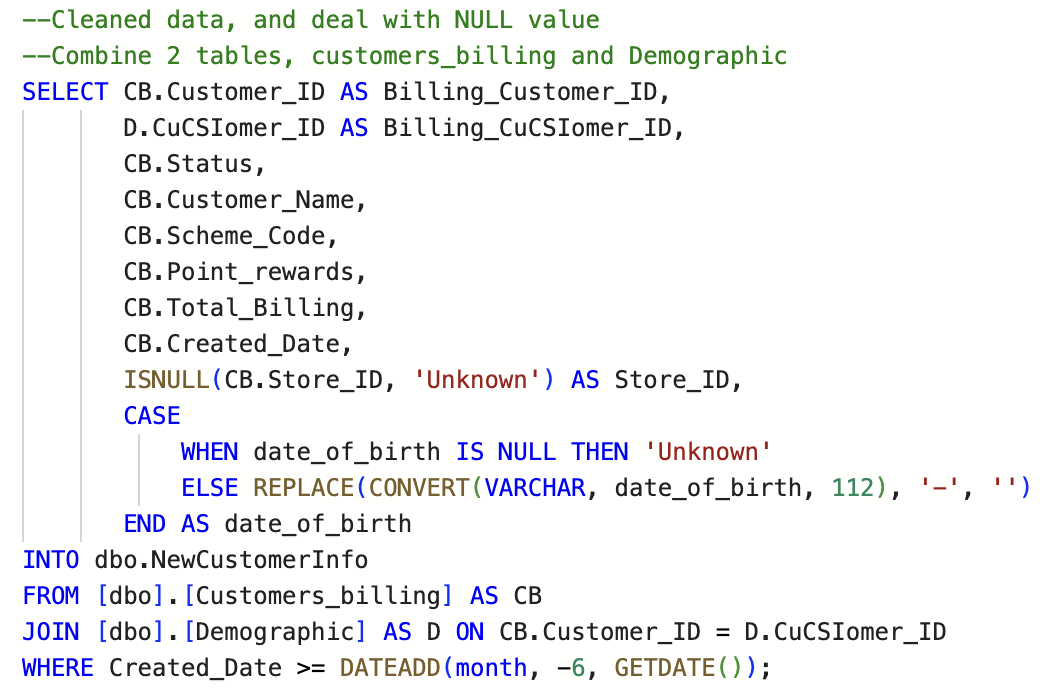 --Cleaned data, and deal with NULL value
--Combine 2 tables, customers_billing and Demographic
SELECT CB.Customer_ID AS Billing_Customer_ID,
D.CuCSIomer_ID AS Billing_CuCSIomer_ID,
CB.Status,
CB.Customer_Name,
CB.Scheme_Code,
CB.Point_rewards,
CB.Total_Billing,
CB.Created_Date,
ISNULL(CB.Store_ID, 'Unknown') AS Store_ID,
CASE
WHEN date_of_birth IS NULL THEN 'Unknown'
ELSE REPLACE(CONVERT(VARCHAR, date_of_birth, 112), '-', '')
END AS date_of_birth
INTO dbo.NewCustomerInfo
FROM [dbo].[Customers_billing] AS CB
JOIN [dbo].[Demographic] AS D ON CB.Customer_ID = D.CuCSIomer_ID
WHERE Created_Date >= DATEADD(month, -6, GETDATE());